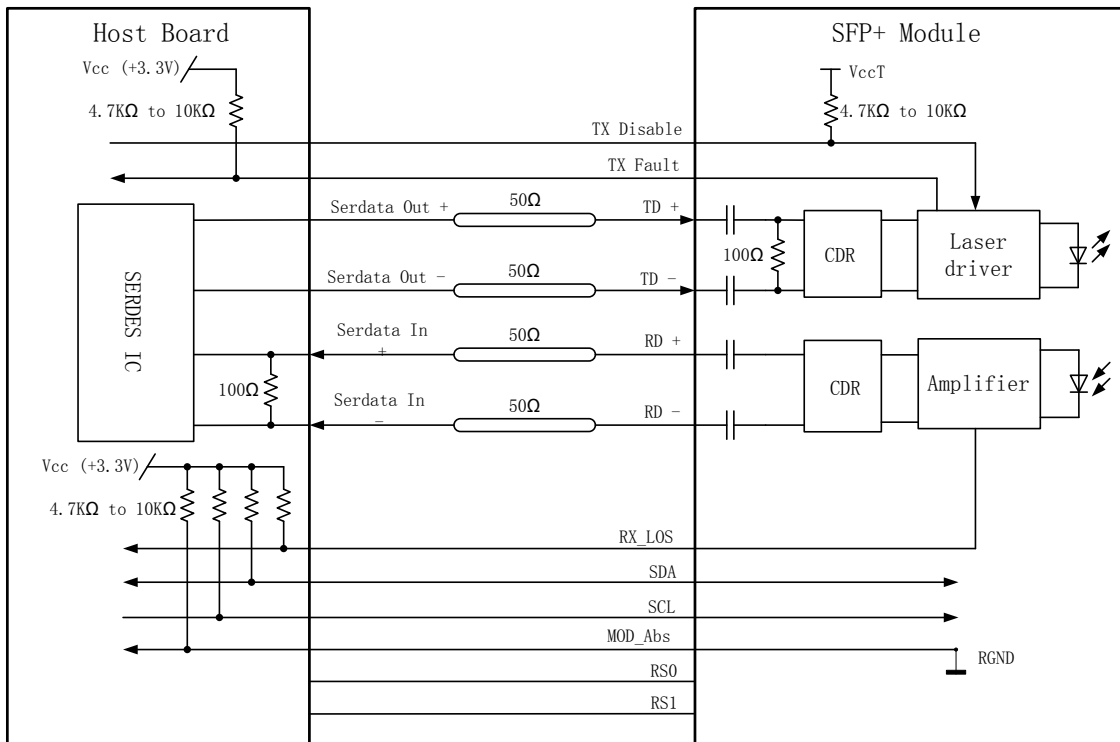 Host Board
SFP+ Module
Vcc (+3.3V)
VccT
4.7KΩ to 10KΩ
4.7KΩ to 10KΩ
TX Disable
TX Fault
Serdata Out +
50Ω
TD +
100Ω
CDR
Laser
driver
Serdata Out −
50Ω
TD −
SERDES IC
Serdata In
+
50Ω
RD +
100Ω
CDR
Amplifier
Serdata In
−
50Ω
RD −
Vcc (+3.3V)
4.7KΩ to 10KΩ
RX_LOS
SDA
SCL
MOD_Abs
RGND
RS0
RS1